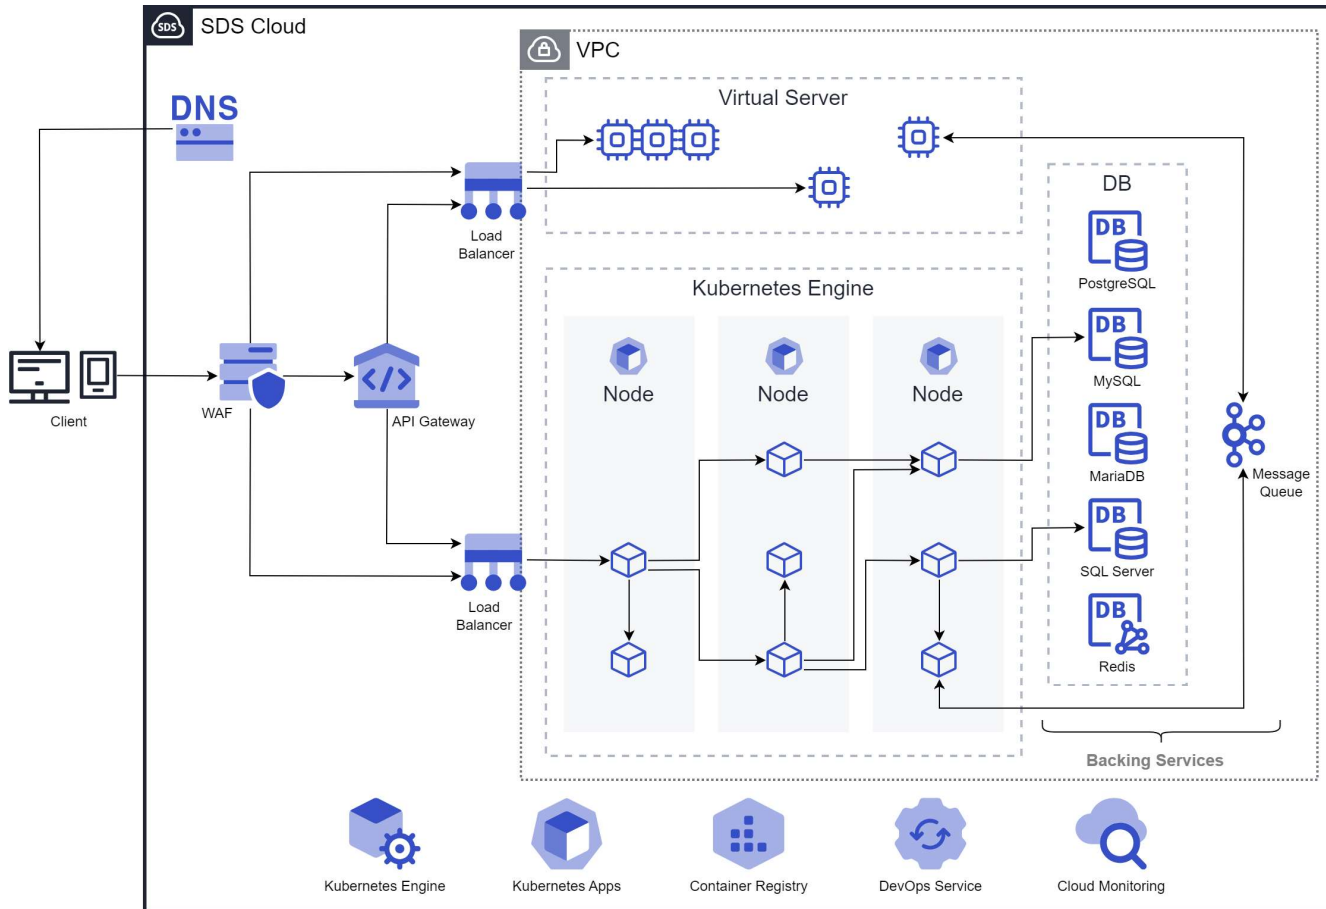 SDS
SDS Cloud
VPC
DNS
Virtual Server
Load
Balancer
DB
DB
PostgreSQL
Kubernetes Engine
Node
Node
Node
DB
MySQL
Client
WAF
API Gateway
DB
MariaDB
Message
Queue
DB
SQL Server
Load
Balancer
DB
Redis
Backing Services
Kubernetes Engine
Kubernetes Apps
Container Registry
DevOps Service
Cloud Monitoring